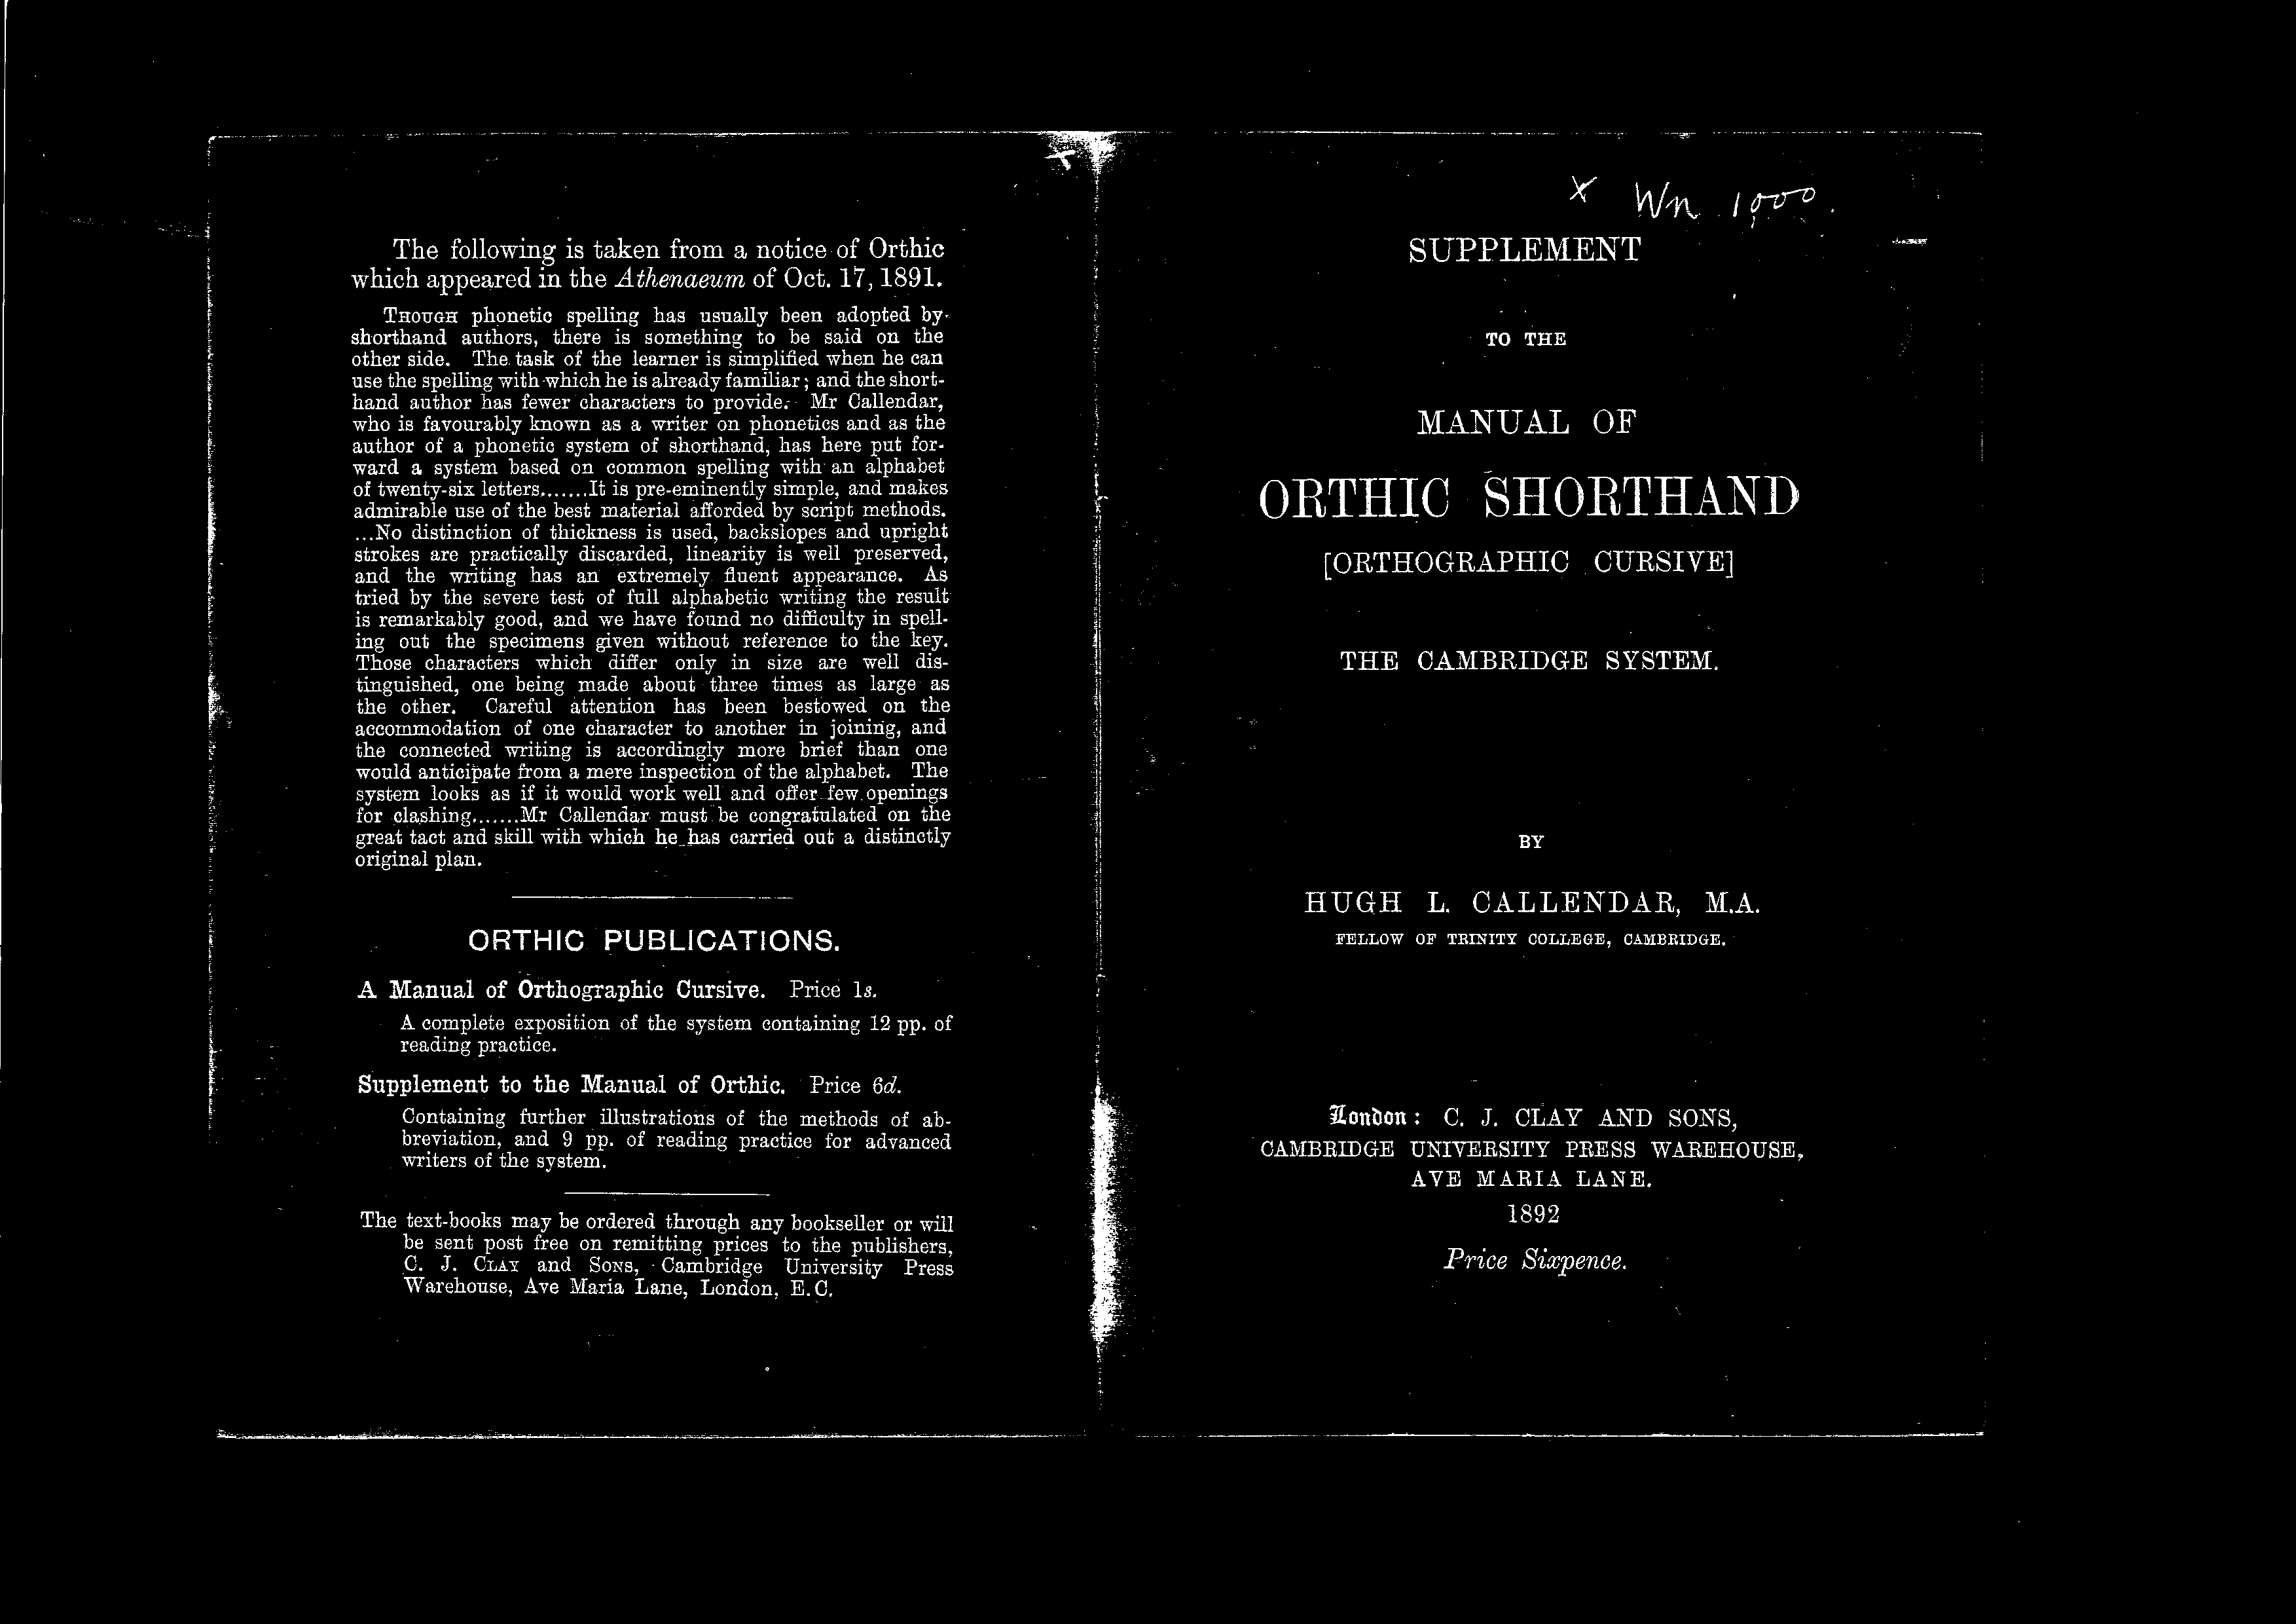 The following is taken from a notice of Orthic
which appeared in the Athenaeum of Oct. 17, 1891.
THOUGH phonetic spelling has usually been adopted by
shorthand authors, there is something to be said on the
other side. The task of the learner is simplified when he can
use the spelling with which he is already familiar; and the short-
hand author has fewer characters to provide. Mr Callendar,
who is favourably known as a writer on phonetics and as the
author of a phonetic system of shorthand, has here put for-
ward a system based on common spelling with an alphabet
of twenty-six letters.......It is pre-eminently simple, and makes
admirable use of the best material afforded by script methods.
...No distinction of thickness is used, backslopes and upright
strokes are practically discarded, linearity is well preserved,
and the writing has an extremely fluent appearance. As
tried by the severe test of full alphabetic writing the result
is remarkably good, and we have found no difficulty in spell-
ing out the specimens given without reference to the key.
Those characters which differ only in size are well dis-
tinguished, one being made about three times as large as
the other. Careful attention has been bestowed on the
accommodation of one character to another in joining, and
the connected writing is accordingly more brief than one
would anticipate from a mere inspection of the alphabet. The
system looks as if it would work well and offer few openings
for clashing.......Mr Callendar must be congratulated on the
great tact and skill with which he has carried out a distinctly
original plan.
ORTHIC PUBLICATIONS.
A Manual of Orthographic Cursive. Price 1s.
A complete exposition of the system containing 12 pp. of
reading practice.
Supplement to the Manual of Orthic. Price 6d.
Containing further illustrations of the methods of ab-
breviation, and 9 pp. of reading practice for advanced
writers of the system.
The text-books may be ordered through any bookseller or will
be sent post free on remitting prices to the publishers,
C. J. CLAY and SONS, Cambridge University Press
Warehouse, Ave Maria Lane, London, E.C.
X Wn 1000.
SUPPLEMENT
TO THE
MANUAL OF
ORTHIC SHORTHAND
[ORTHOGRAPHIC CURSIVE]
THE CAMBRIDGE SYSTEM.
BY
HUGH L. CALLENDAR, M.A.
FELLOW OF TRINITY COLLEGE, CAMBRIDGE.
London: C. J. CLAY AND SONS,
CAMBRIDGE UNIVERSITY PRESS WAREHOUSE,
AVE MARIA LANE.
1892
Price Sixpence.